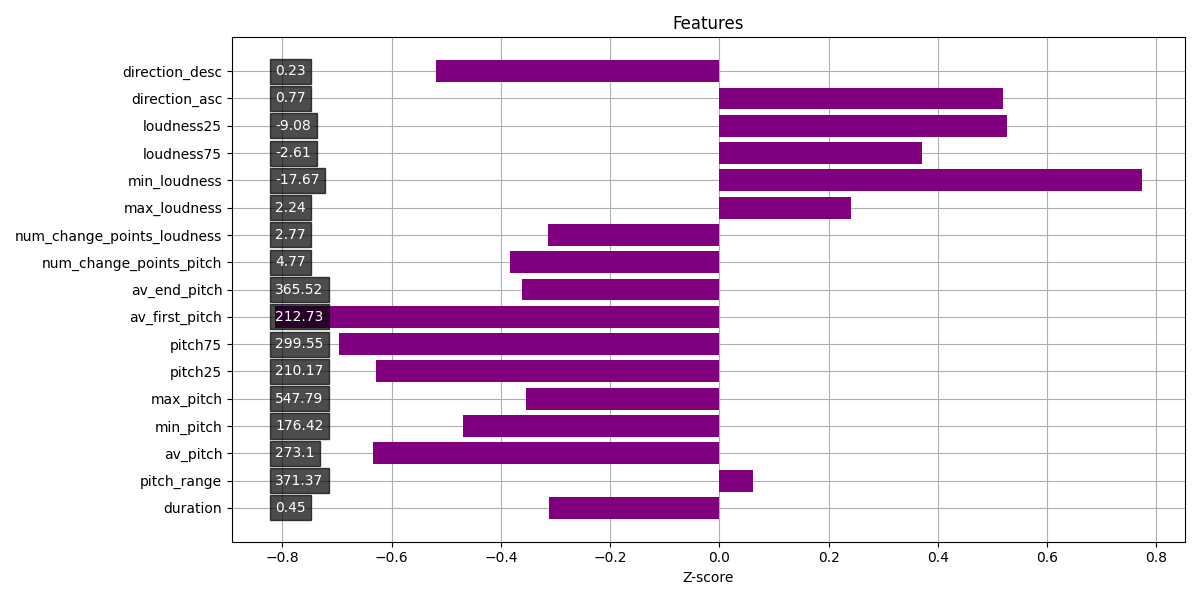 Features
direction_desc 0.23
direction_asc 0.77
loudness25 -9.08
loudness75 -2.61
min_loudness -17.67
max_loudness 2.24
num_change_points_loudness 2.77
num_change_points_pitch 4.77
av_end_pitch 365.52
av_first_pitch 212.73
pitch75 299.55
pitch25 210.17
max_pitch 547.79
min_pitch 176.42
av_pitch 273.1
pitch_range 371.37
duration 0.45
−0.8 −0.6 −0.4 −0.2 0.0 0.2 0.4 0.6 0.8
Z-score